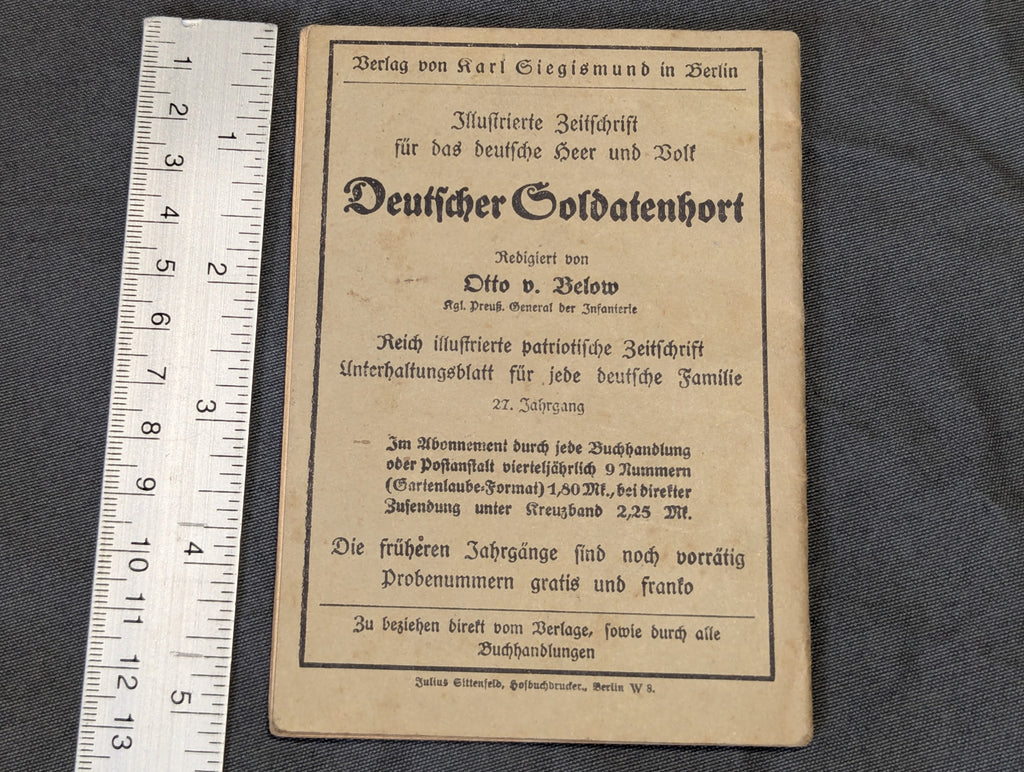 Verlag von Karl Siegismund in Berlin
Illustrierte Zeitschrift
für das deutsche Heer und Volk
Deutscher Soldatenhort
Redigiert von
Otto v. Below
Kgl. Preuß. General der Infanterie
Reich illustrierte patriotische Zeitschrift
Unterhaltungsblatt für jede deutsche Familie
27. Jahrgang
Im Abonnement durch jede Buchhandlung
oder Postanstalt vierteljährlich 9 Nummern
(Gartenlaube-Format) 1,80 Mk., bei direkter
Zusendung unter Kreuzband 2,25 Mk.
Die früheren Jahrgänge sind noch vorrätig
Probenummern gratis und franko
Zu beziehen direkt vom Verlage, sowie durch alle
Buchhandlungen
Julius Sittenfeld, Hofbuchdrucker., Berlin W 8.
1 2 3 4 5 6 7 8 9 10 11 12 13
1 2 3 4 5